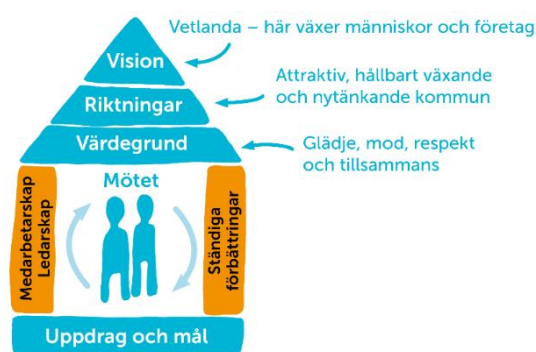 Vetlanda – här växer människor och företag
Vision
Attraktiv, hållbart växande
och nytänkande kommun
Riktningar
Värdegrund
Glädje, mod, respekt
och tillsammans
Mötet
Medarbetarskap
Ledarskap
Ständiga
förbättringar
Uppdrag och mål